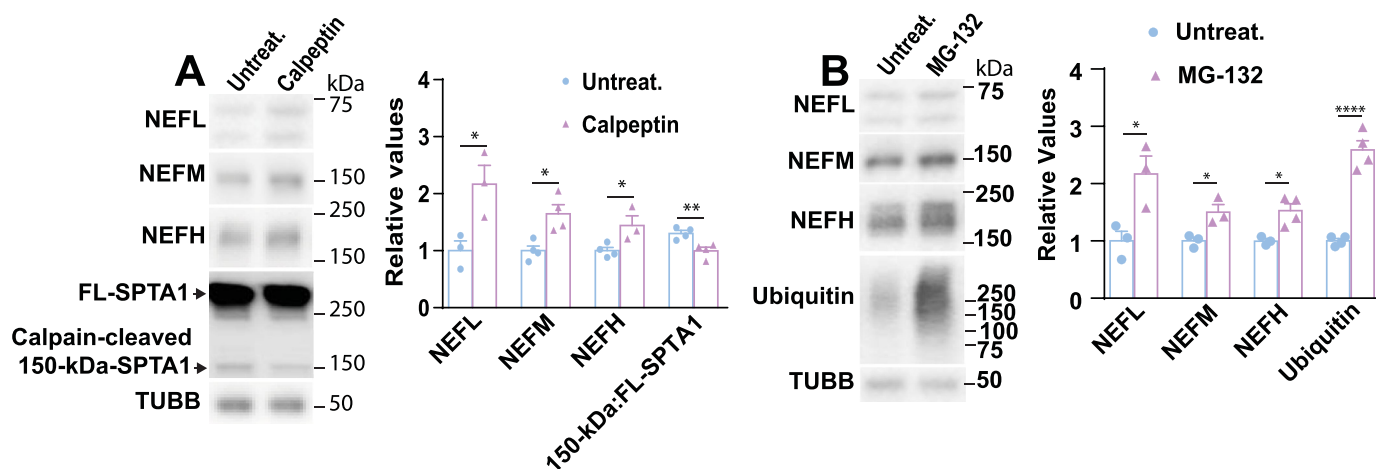 A
Untreat.
Calpeptin
kDa
NEFL
75
NEFM
150
250
NEFH
150
FL-SPTA1
250
Calpain-cleaved
150-kDa-SPTA1
150
TUBB
50
Relative values
4
3
2
1
0
Untreat.
Calpeptin
*
*
*
**
NEFL
NEFM
NEFH
150-kDa:FL-SPTA1
B
Untreat.
MG-132
kDa
NEFL
75
NEFM
150
250
NEFH
150
Ubiquitin
250
150
100
75
TUBB
50
Relative Values
4
3
2
1
0
Untreat.
MG-132
*
*
*
****
NEFL
NEFM
NEFH
Ubiquitin